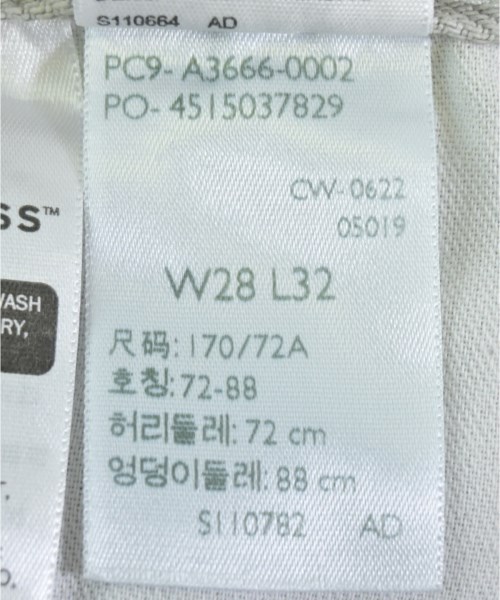 S110664 AD
PC9- A3666-0002
PO- 4515037829
CW-0622
05019
SS™
W28 L32
WASH
RY,
尺码: 170/72A
호칭: 72-88
허리둘레: 72 cm
엉덩이둘레: 88 cm
S110782 AD